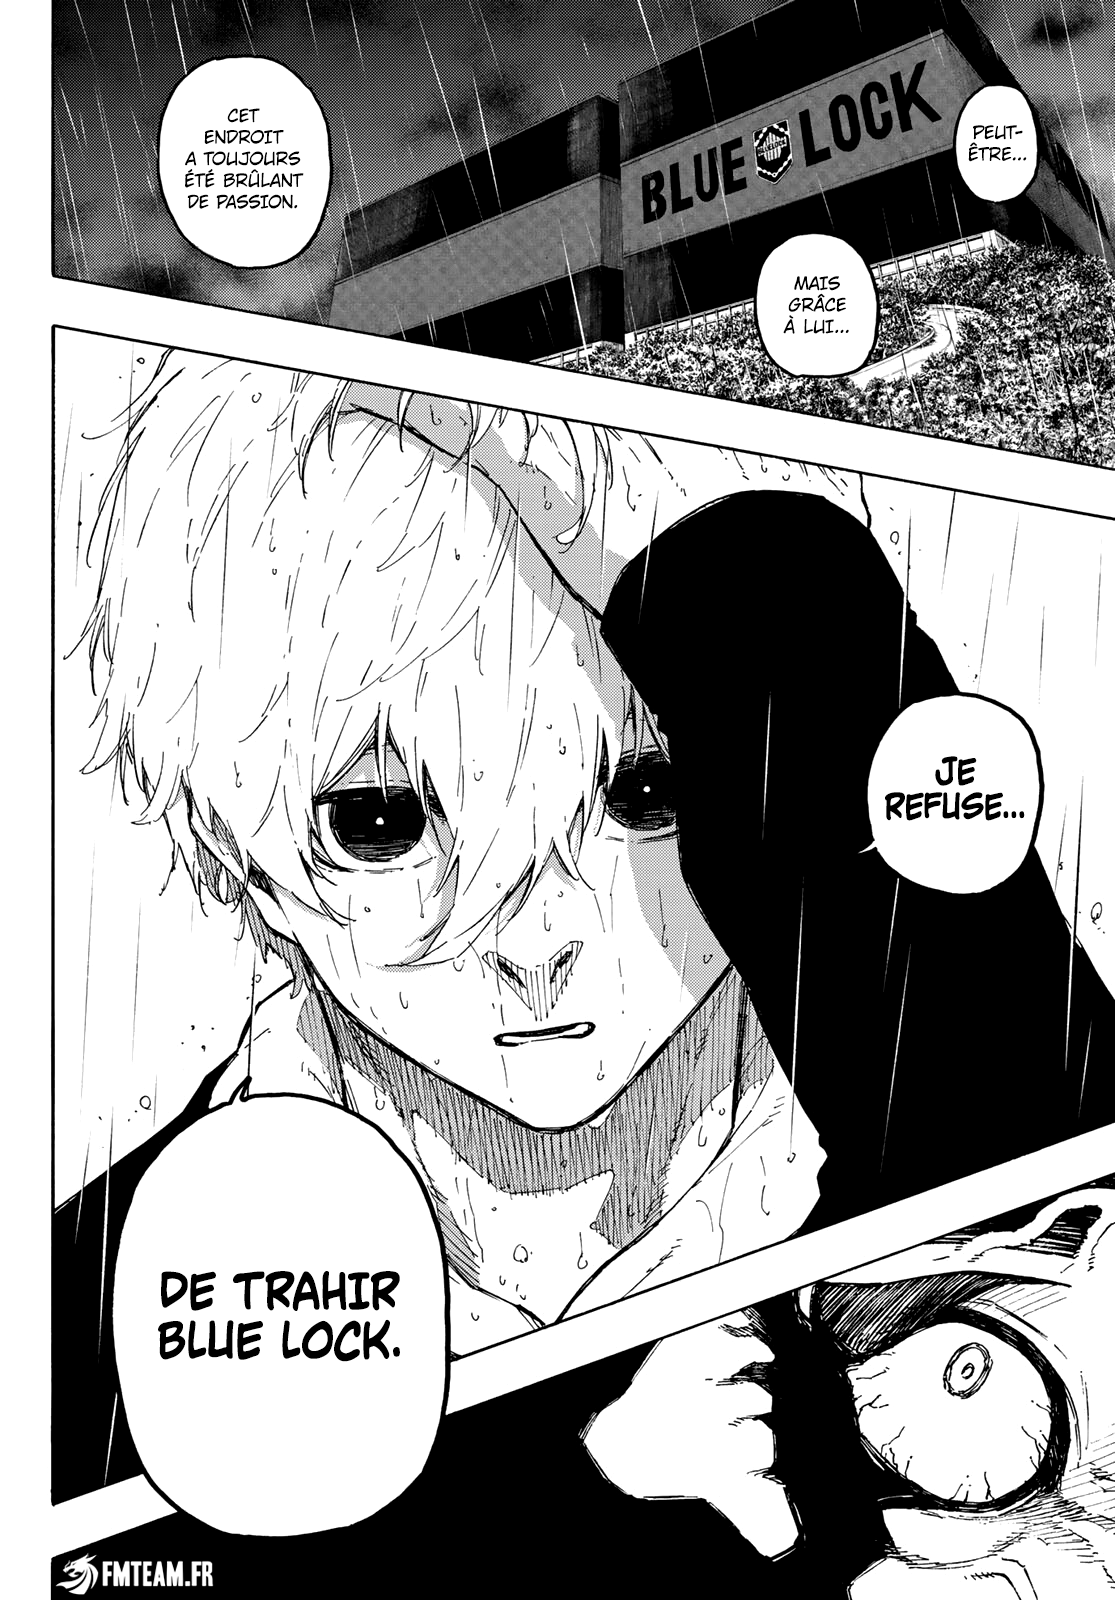 PEUT-
ÊTRE...
MAIS
GRÂCE
À LUI...
CET
ENDROIT
A TOUJOURS
ÉTÉ BRÛLANT
DE PASSION.
BLUE LOCK
JE
REFUSE...
DE TRAHIR
BLUE LOCK.
FMTEAM.FR